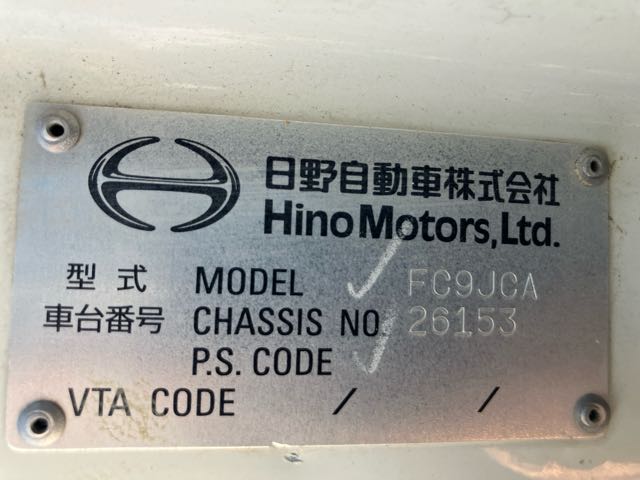 日野自動車株式会社
Hino Motors, Ltd.
型式 MODEL FC9JCA
車台番号 CHASSIS NO 26153
P.S. CODE
VTA CODE / /